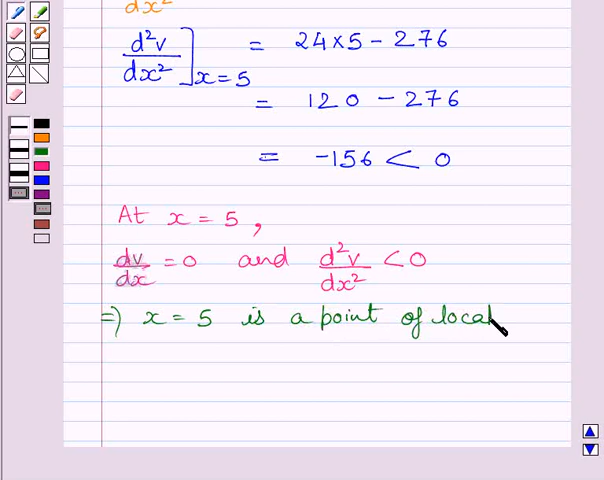 dx²
d²v/dx²]x=5 = 24×5-276
= 120-276
= -156 < 0
At x = 5,
dv/dx = 0 and d²v/dx² < 0
⇒ x = 5 is a point of local